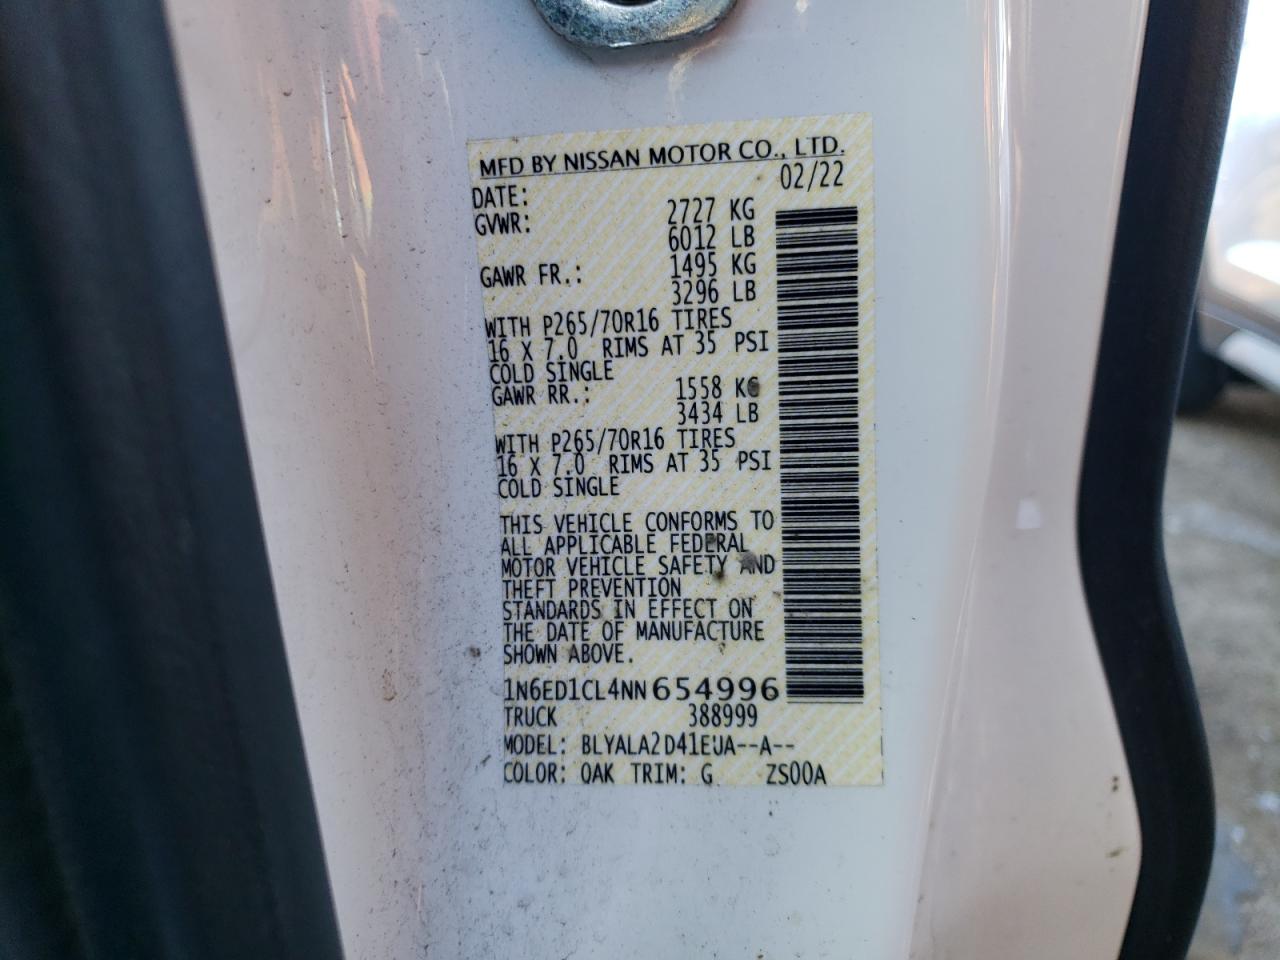 MFD BY NISSAN MOTOR CO., LTD.
DATE: 02/22
GVWR: 2727 KG
6012 LB
GAWR FR.: 1495 KG
3296 LB
WITH P265/70R16 TIRES
16 X 7.0 RIMS AT 35 PSI
COLD SINGLE
GAWR RR.: 1558 KG
3434 LB
WITH P265/70R16 TIRES
16 X 7.0 RIMS AT 35 PSI
COLD SINGLE
THIS VEHICLE CONFORMS TO
ALL APPLICABLE FEDERAL
MOTOR VEHICLE SAFETY AND
THEFT PREVENTION
STANDARDS IN EFFECT ON
THE DATE OF MANUFACTURE
SHOWN ABOVE.
1N6ED1CL4NN654996
TRUCK 388999
MODEL: BLYALA2D41EUA--A--
COLOR: QAK TRIM: G ZS00A